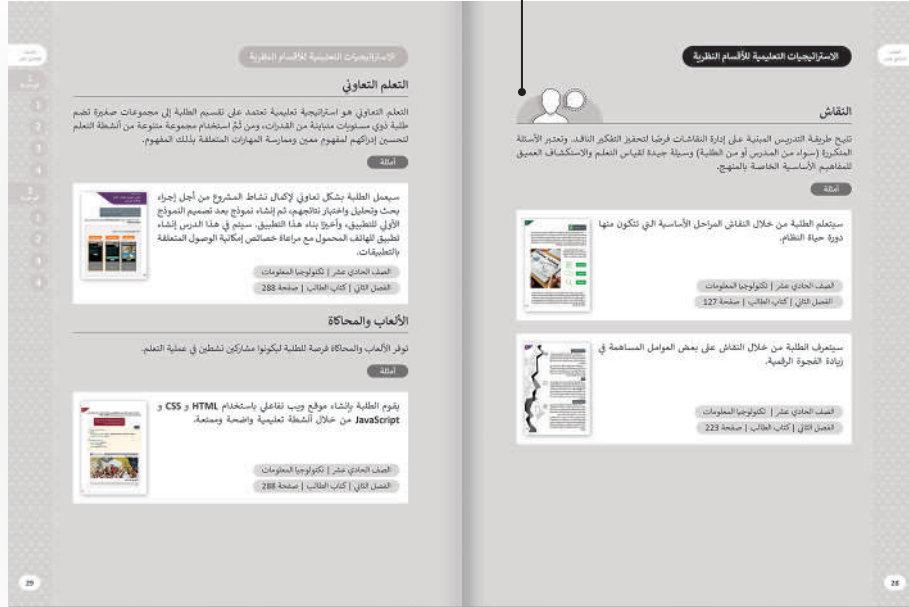 الاستراتيجيات التعليمية للأقسام النظرية
النقاش
تتيح طريقة التدريس المبنية على إدارة النقاشات فرصًا لتحفيز التفكير الناقد. وتعتبر الأسئلة
المتكررة (سواء من المدرس أو من الطلبة) وسيلة جيدة لقياس التعلم والاستكشاف العميق
للمفاهيم الأساسية الخاصة بالمنهج.
أمثلة
سيتعلم الطلبة من خلال النقاش المراحل الأساسية التي تتكون منها
دورة حياة النظام.
الصف الحادي عشر | تكنولوجيا المعلومات
الفصل الثاني | كتاب الطالب | صفحة 127
سيتعرف الطلبة من خلال النقاش على بعض العوامل المساهمة في
زيادة الفجوة الرقمية.
الصف الحادي عشر | تكنولوجيا المعلومات
الفصل الثاني | كتاب الطالب | صفحة 223
28
الاستراتيجيات التعليمية للأقسام النظرية
التعلم التعاوني
التعلم التعاوني هو استراتيجية تعليمية تعتمد على تقسيم الطلبة إلى مجموعات صغيرة تضم
طلبة ذوي مستويات متباينة من القدرات، ومن ثمّ استخدام مجموعة متنوعة من أنشطة التعلم
لتحسين إدراكهم لمفهوم معين وممارسة المهارات المتعلقة بذلك المفهوم.
أمثلة
سيعمل الطلبة بشكل تعاوني لإكمال نشاط المشروع من أجل إجراء
بحث وتحليل واختبار نتائجهم، ثم إنشاء نموذج بعد تصميم النموذج
الأولي للتطبيق، وأخيرًا بناء هذا التطبيق. سيتم في هذا الدرس إنشاء
تطبيق للهاتف المحمول مع مراعاة خصائص إمكانية الوصول المتعلقة
بالتطبيقات.
الصف الحادي عشر | تكنولوجيا المعلومات
الفصل الثاني | كتاب الطالب | صفحة 288
الألعاب والمحاكاة
توفر الألعاب والمحاكاة فرصة للطلبة ليكونوا مشاركين نشطين في عملية التعلم.
أمثلة
يقوم الطلبة بإنشاء موقع ويب تفاعلي باستخدام HTML و CSS و
JavaScript من خلال أنشطة تعليمية واضحة وممتعة.
الصف الحادي عشر | تكنولوجيا المعلومات
الفصل الثاني | كتاب الطالب | صفحة 288
29